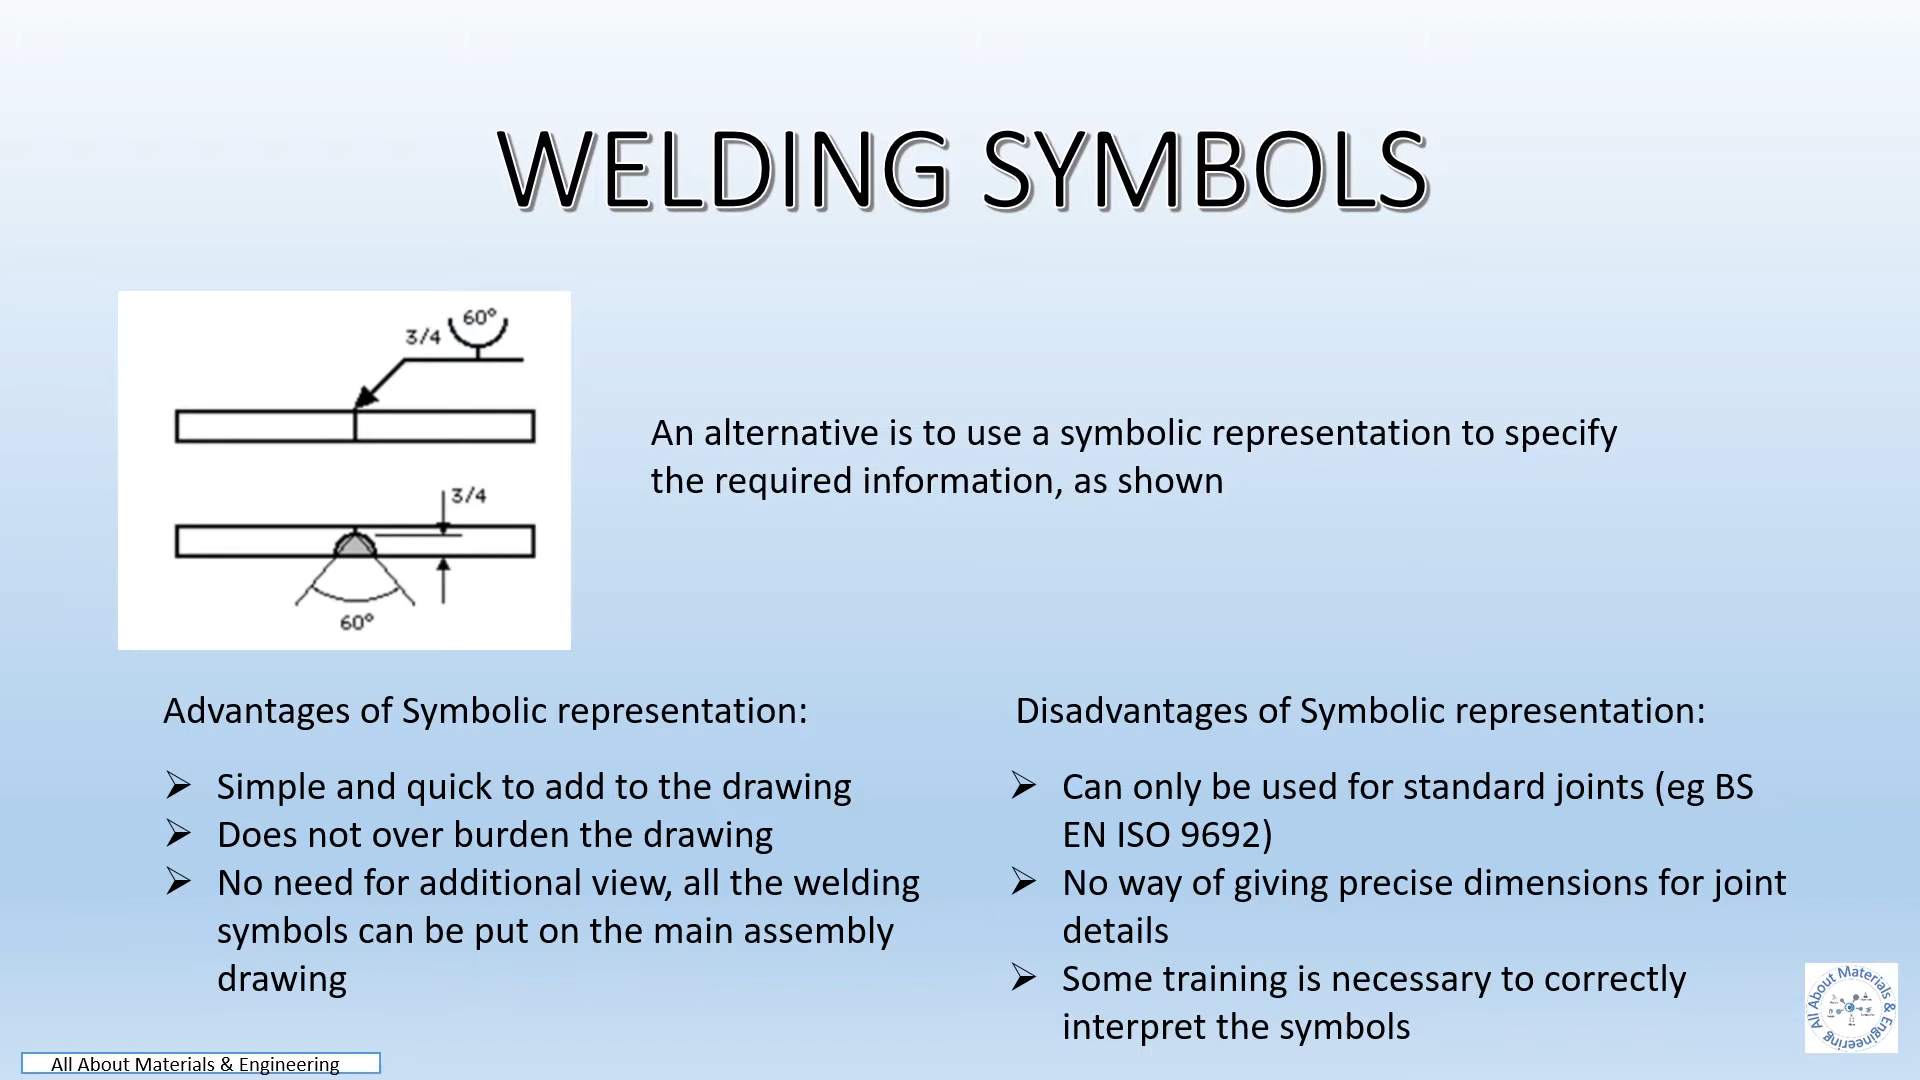 WELDING SYMBOLS
60°
3/4
3/4
60°
An alternative is to use a symbolic representation to specify
the required information, as shown
Advantages of Symbolic representation:
➢ Simple and quick to add to the drawing
➢ Does not over burden the drawing
➢ No need for additional view, all the welding
symbols can be put on the main assembly
drawing
Disadvantages of Symbolic representation:
➢ Can only be used for standard joints (eg BS
EN ISO 9692)
➢ No way of giving precise dimensions for joint
details
➢ Some training is necessary to correctly
interpret the symbols
All About Materials & Engineering
All About Materials & Engineering